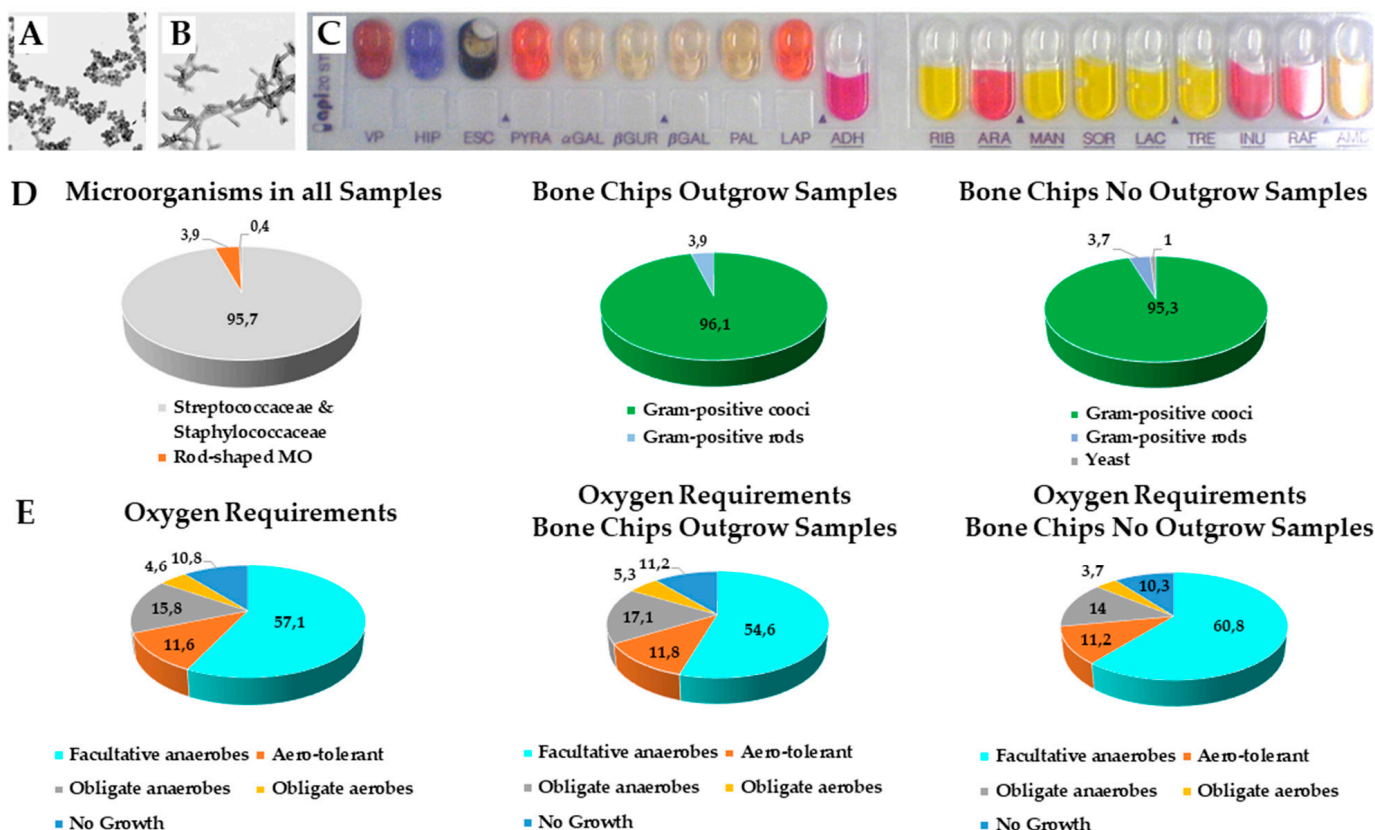 A
B
C
api 20 ST
VP HIP ESC PYRA αGAL βGUR βGAL PAL LAP ADH RIB ARA MAN SOR LAC TRE INU RAF AMD
D
Microorganisms in all Samples
3,9
0,4
95,7
Streptococcaceae &
Staphylococcaceae
Rod-shaped MO
Bone Chips Outgrow Samples
3,9
96,1
Gram-positive cooci
Gram-positive rods
Bone Chips No Outgrow Samples
3,7
1
95,3
Gram-positive cooci
Gram-positive rods
Yeast
E
Oxygen Requirements
4,6
10,8
15,8
57,1
11,6
Facultative anaerobes Aero-tolerant
Obligate anaerobes Obligate aerobes
No Growth
Oxygen Requirements
Bone Chips Outgrow Samples
5,3
11,2
17,1
54,6
11,8
Facultative anaerobes Aero-tolerant
Obligate anaerobes Obligate aerobes
No Growth
Oxygen Requirements
Bone Chips No Outgrow Samples
3,7
10,3
14
60,8
11,2
Facultative anaerobes Aero-tolerant
Obligate anaerobes Obligate aerobes
No Growth